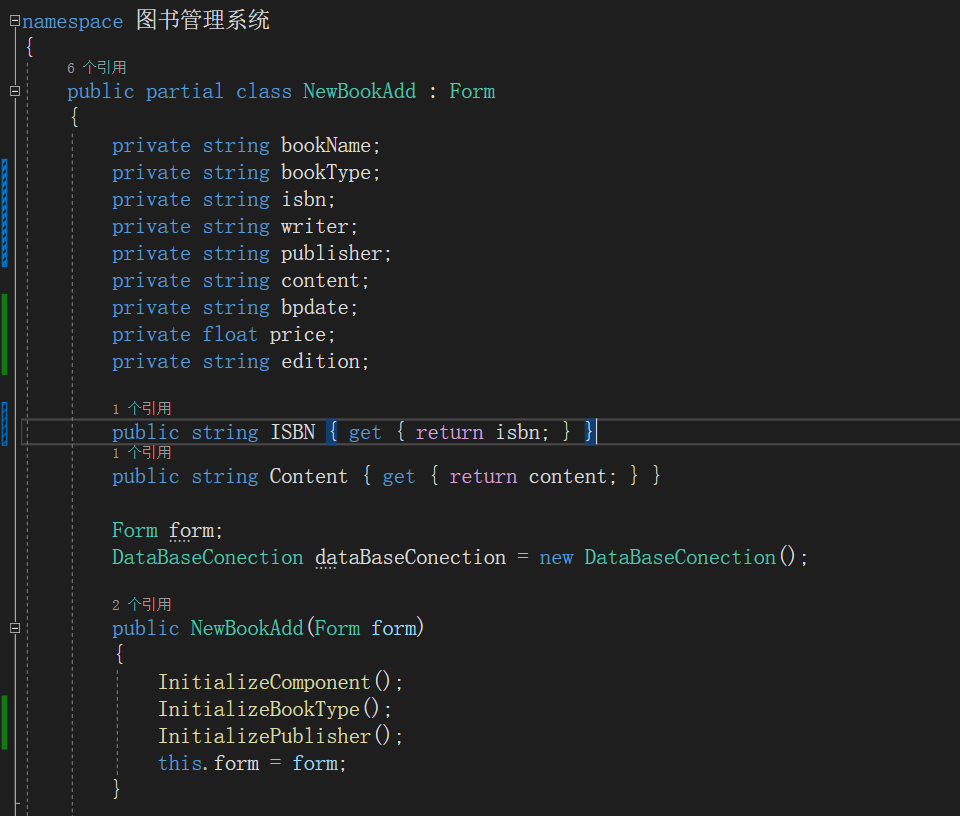 namespace 图书管理系统
{
6 个引用
public partial class NewBookAdd : Form
{
private string bookName;
private string bookType;
private string isbn;
private string writer;
private string publisher;
private string content;
private string bpdate;
private float price;
private string edition;
1 个引用
public string ISBN { get { return isbn; } }
1 个引用
public string Content { get { return content; } }
Form form;
DataBaseConection dataBaseConection = new DataBaseConection();
2 个引用
public NewBookAdd(Form form)
{
InitializeComponent();
InitializeBookType();
InitializePublisher();
this.form = form;
}